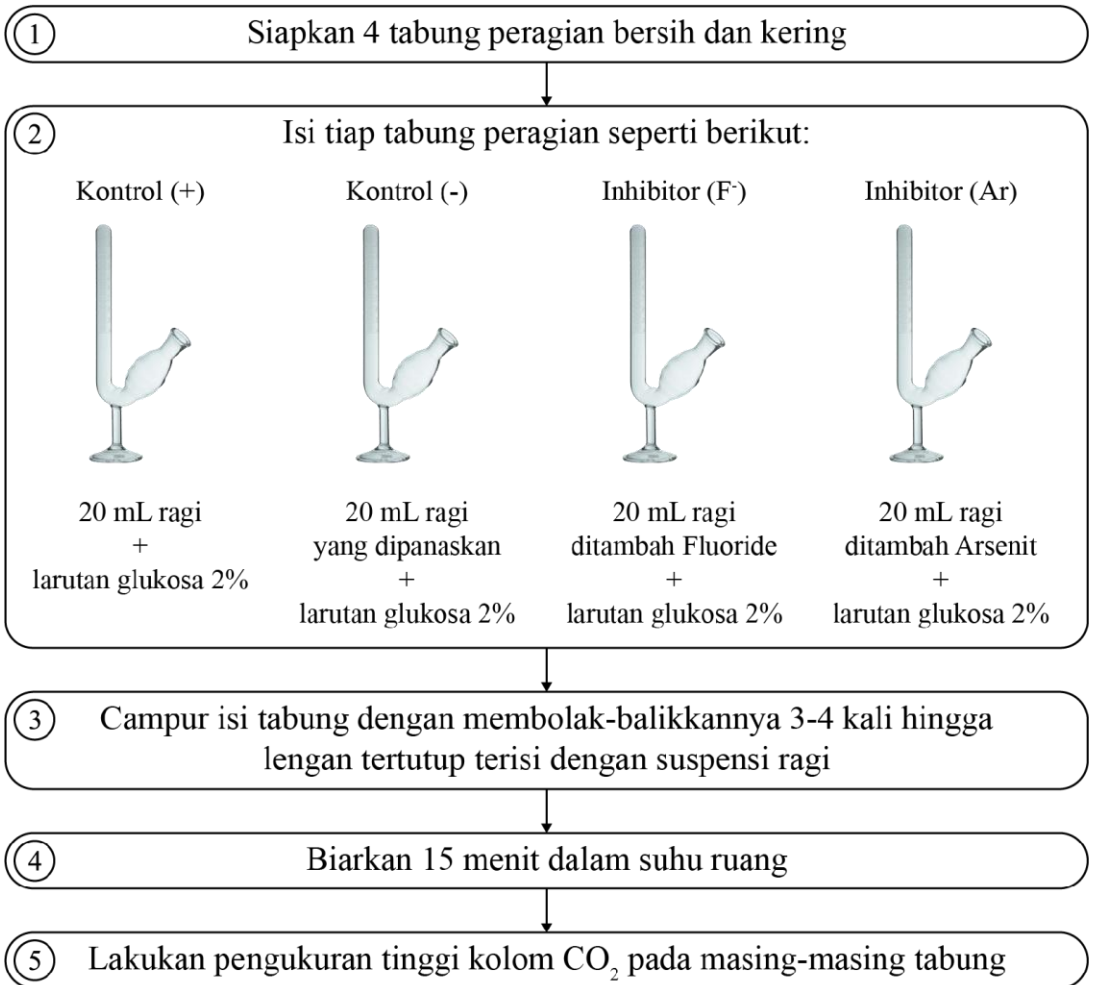 1 Siapkan 4 tabung peragian bersih dan kering
2 Isi tiap tabung peragian seperti berikut:
Kontrol (+) Kontrol (-) Inhibitor (F⁻) Inhibitor (Ar)
20 mL ragi 20 mL ragi 20 mL ragi 20 mL ragi
+ yang dipanaskan ditambah Fluoride ditambah Arsenit
larutan glukosa 2% + + +
larutan glukosa 2% larutan glukosa 2% larutan glukosa 2%
3 Campur isi tabung dengan membolak-balikkannya 3-4 kali hingga
lengan tertutup terisi dengan suspensi ragi
4 Biarkan 15 menit dalam suhu ruang
5 Lakukan pengukuran tinggi kolom CO₂ pada masing-masing tabung